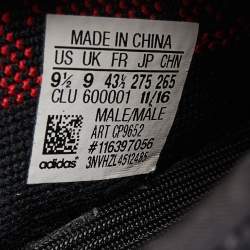 MADE IN CHINA
US UK FR JP CHN
9½ 9 43⅓ 275 265
CLU 600001 11/16
MALE/MALE
ART CP9652
#116397056
adidas 3NVHZL4512485